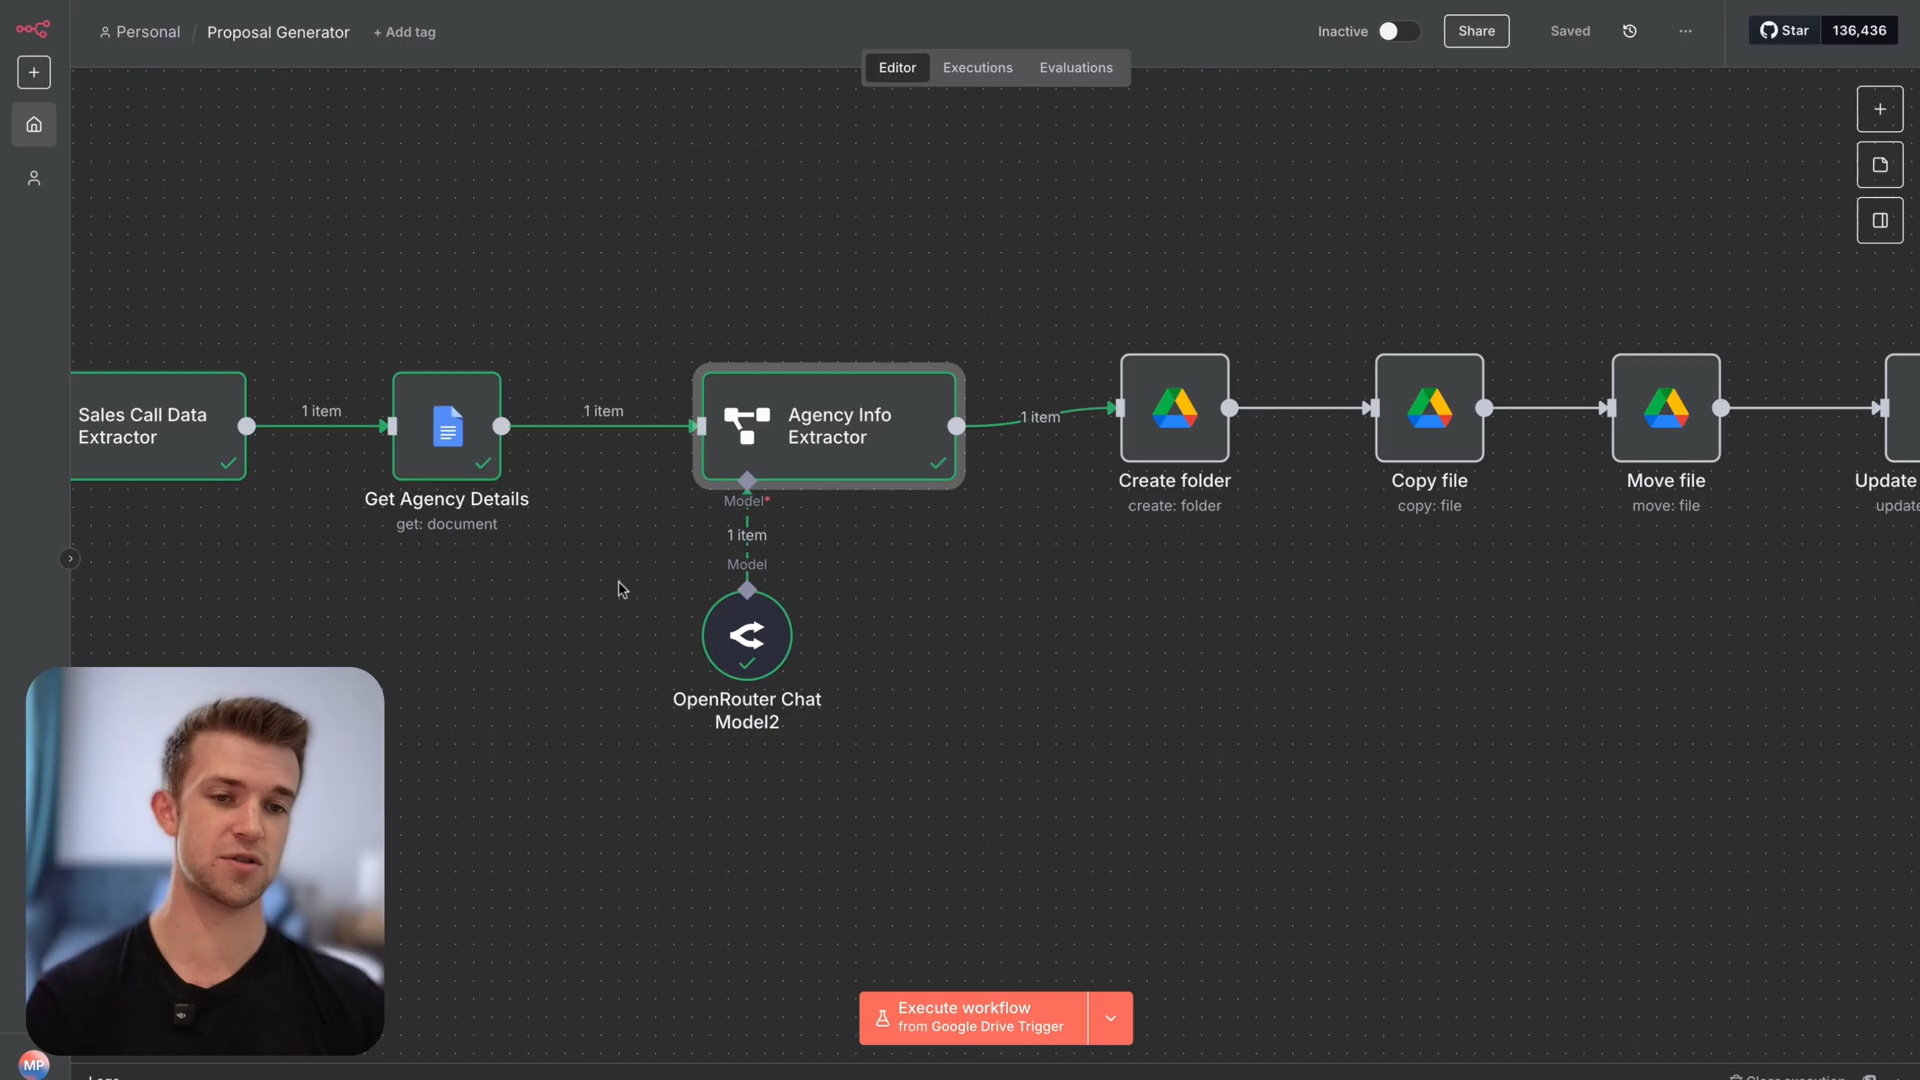 Personal / Proposal Generator + Add tag
Inactive Share Saved Star 136,436
Editor Executions Evaluations
Sales Call Data
Extractor
1 item
Get Agency Details
get: document
1 item
Agency Info
Extractor
Model*
1 item
Model
OpenRouter Chat
Model2
1 item
Create folder
create: folder
Copy file
copy: file
Move file
move: file
Update
update
Execute workflow
from Google Drive Trigger
MP